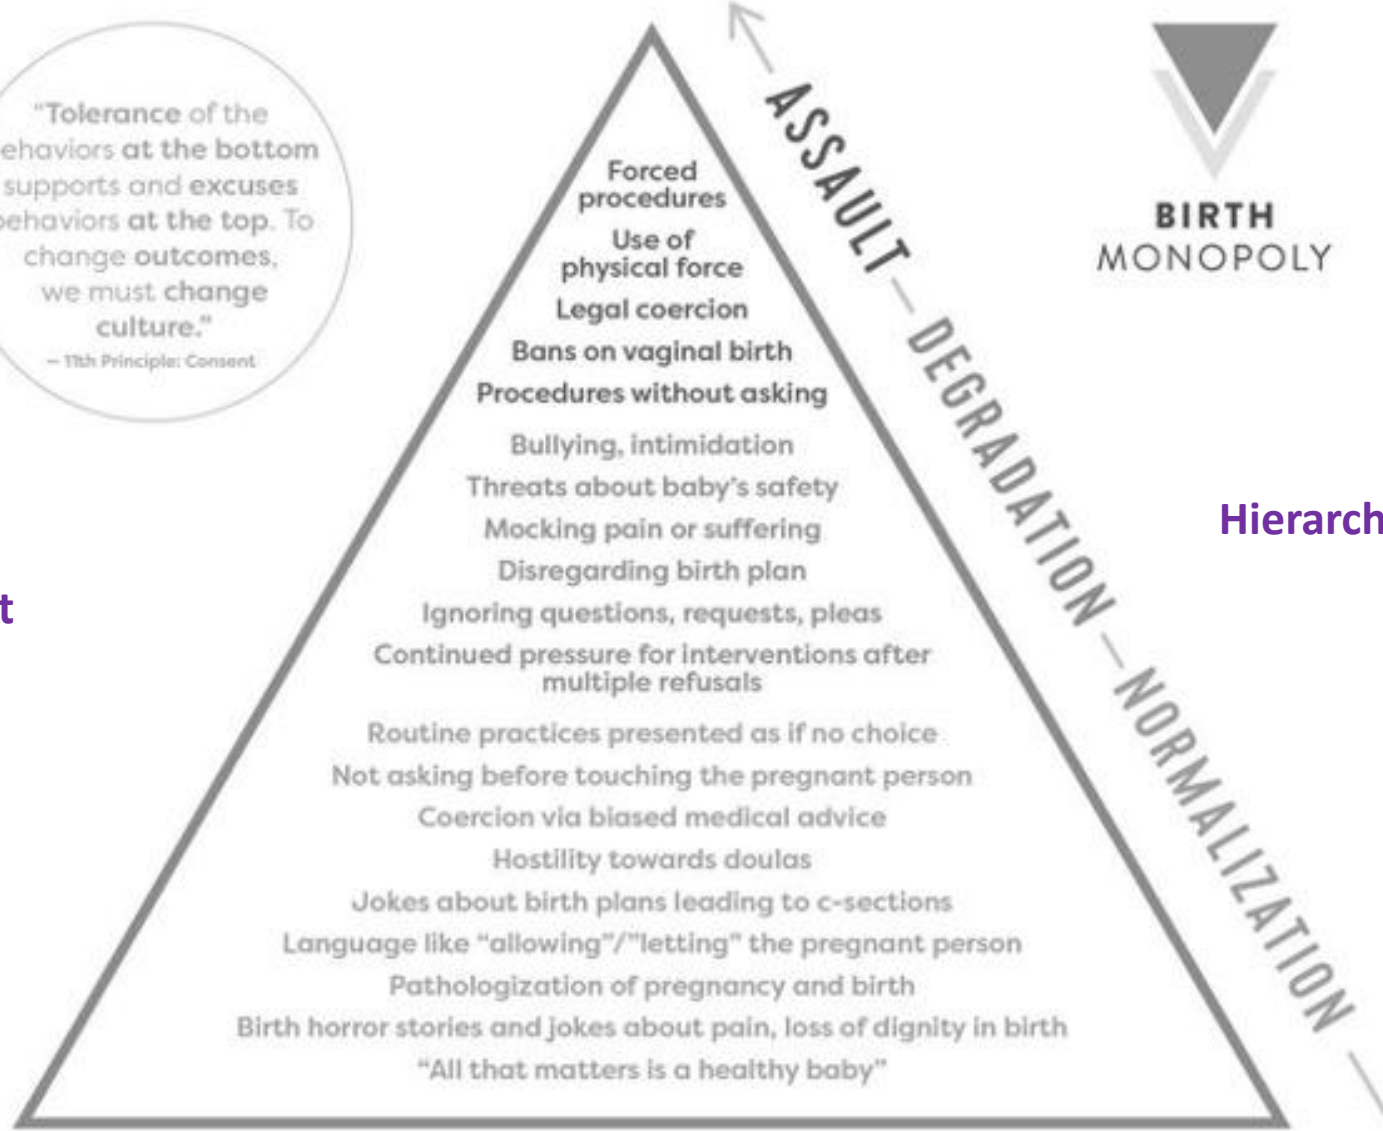 "Tolerance of the
ehaviors at the bottom
supports and excuses
ehaviors at the top. To
change outcomes,
we must change
culture."
— 11th Principle: Consent
t
Forced
procedures
Use of
physical force
Legal coercion
Bans on vaginal birth
Procedures without asking
Bullying, intimidation
Threats about baby's safety
Mocking pain or suffering
Disregarding birth plan
Ignoring questions, requests, pleas
Continued pressure for interventions after
multiple refusals
Routine practices presented as if no choice
Not asking before touching the pregnant person
Coercion via biased medical advice
Hostility towards doulas
Jokes about birth plans leading to c-sections
Language like "allowing"/"letting" the pregnant person
Pathologization of pregnancy and birth
Birth horror stories and jokes about pain, loss of dignity in birth
"All that matters is a healthy baby"
ASSAULT — DEGRADATION — NORMALIZATION
BIRTH
MONOPOLY
Hierarch